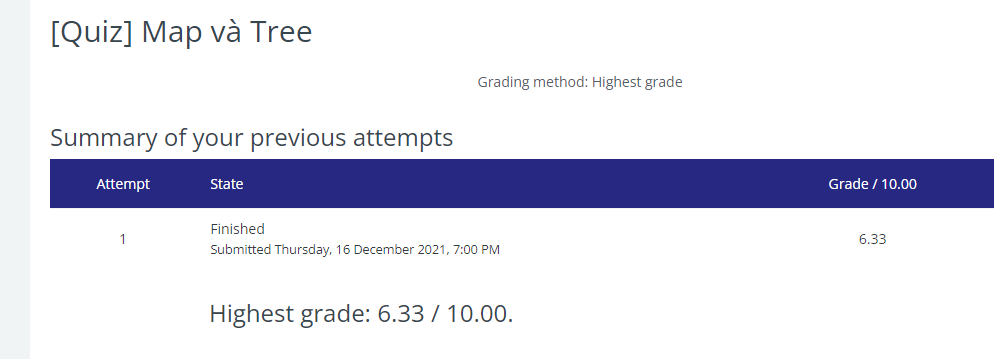 [Quiz] Map và Tree
Grading method: Highest grade
Summary of your previous attempts
Attempt State Grade / 10.00
1 Finished 6.33
Submitted Thursday, 16 December 2021, 7:00 PM
Highest grade: 6.33 / 10.00.